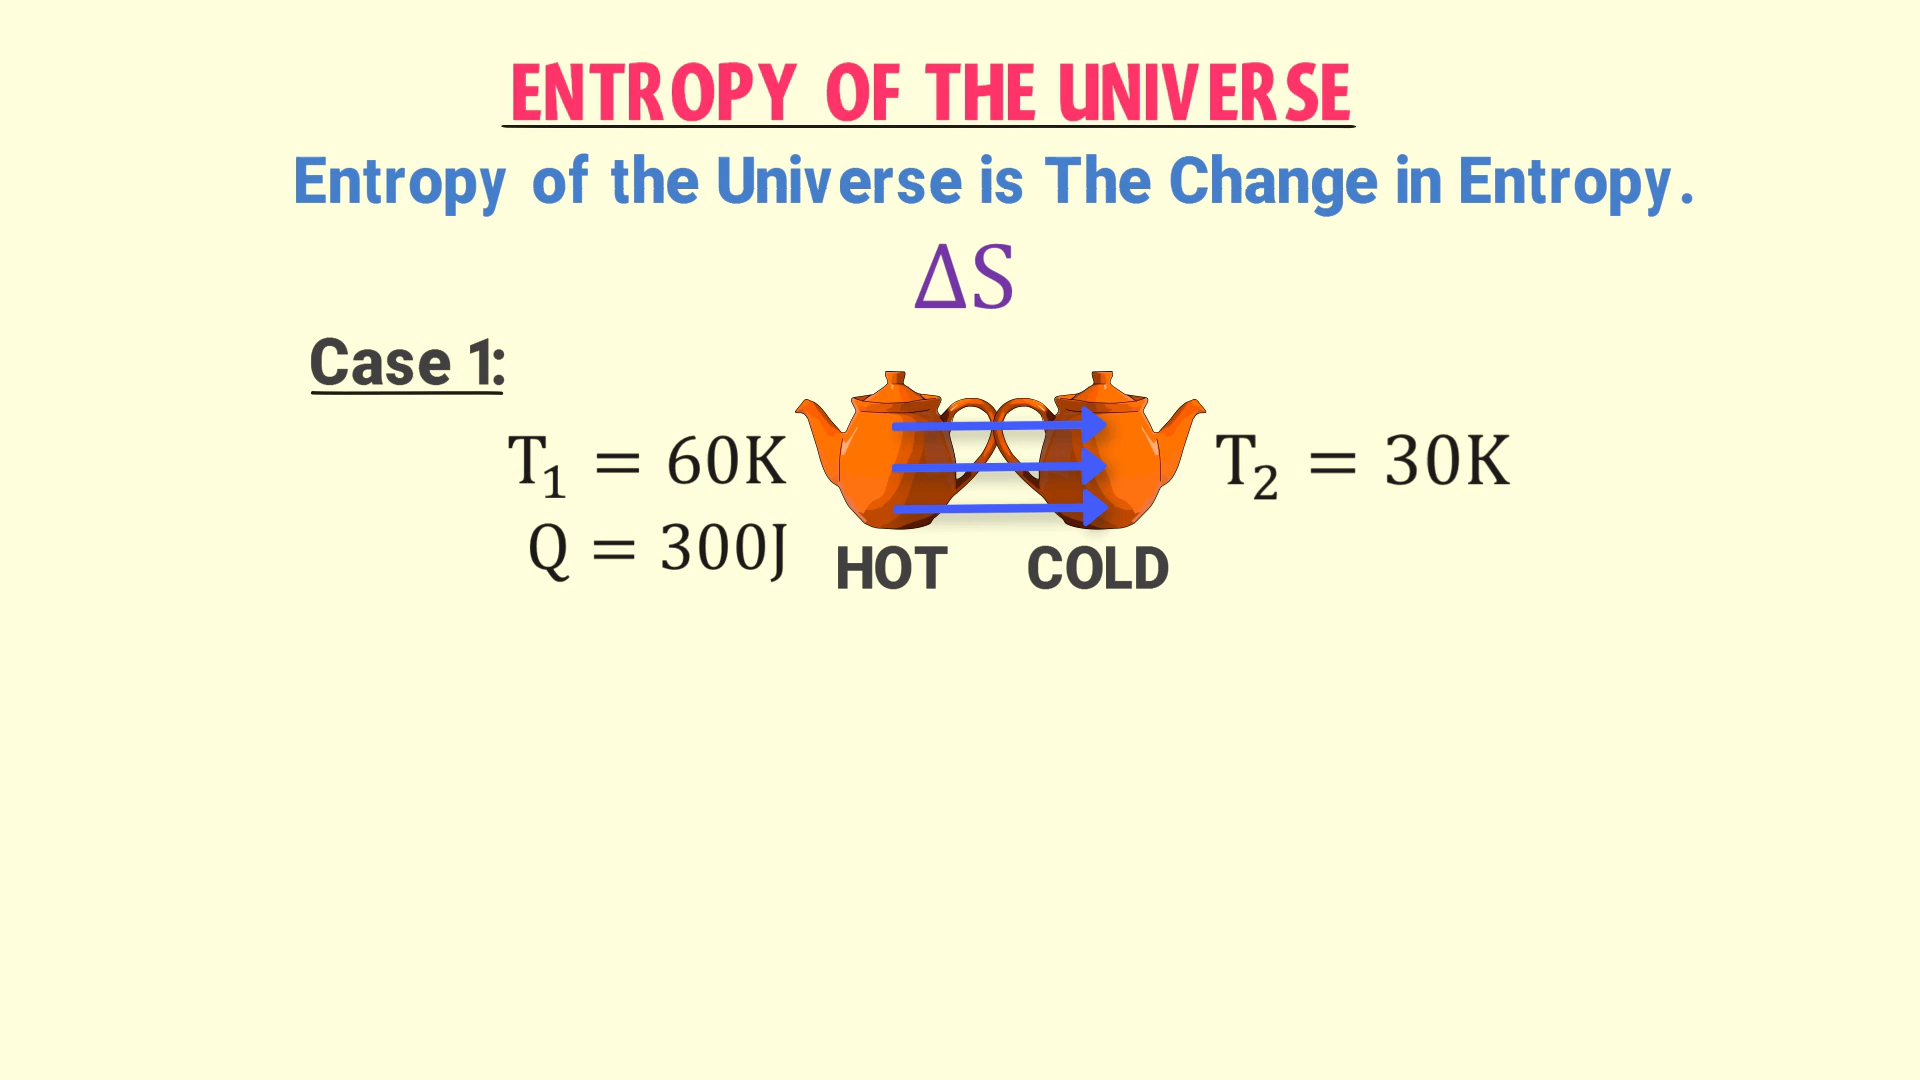 ENTROPY OF THE UNIVERSE
Entropy of the Universe is The Change in Entropy.
ΔS
Case 1:
T₁ = 60K
T₂ = 30K
Q = 300J
HOT
COLD